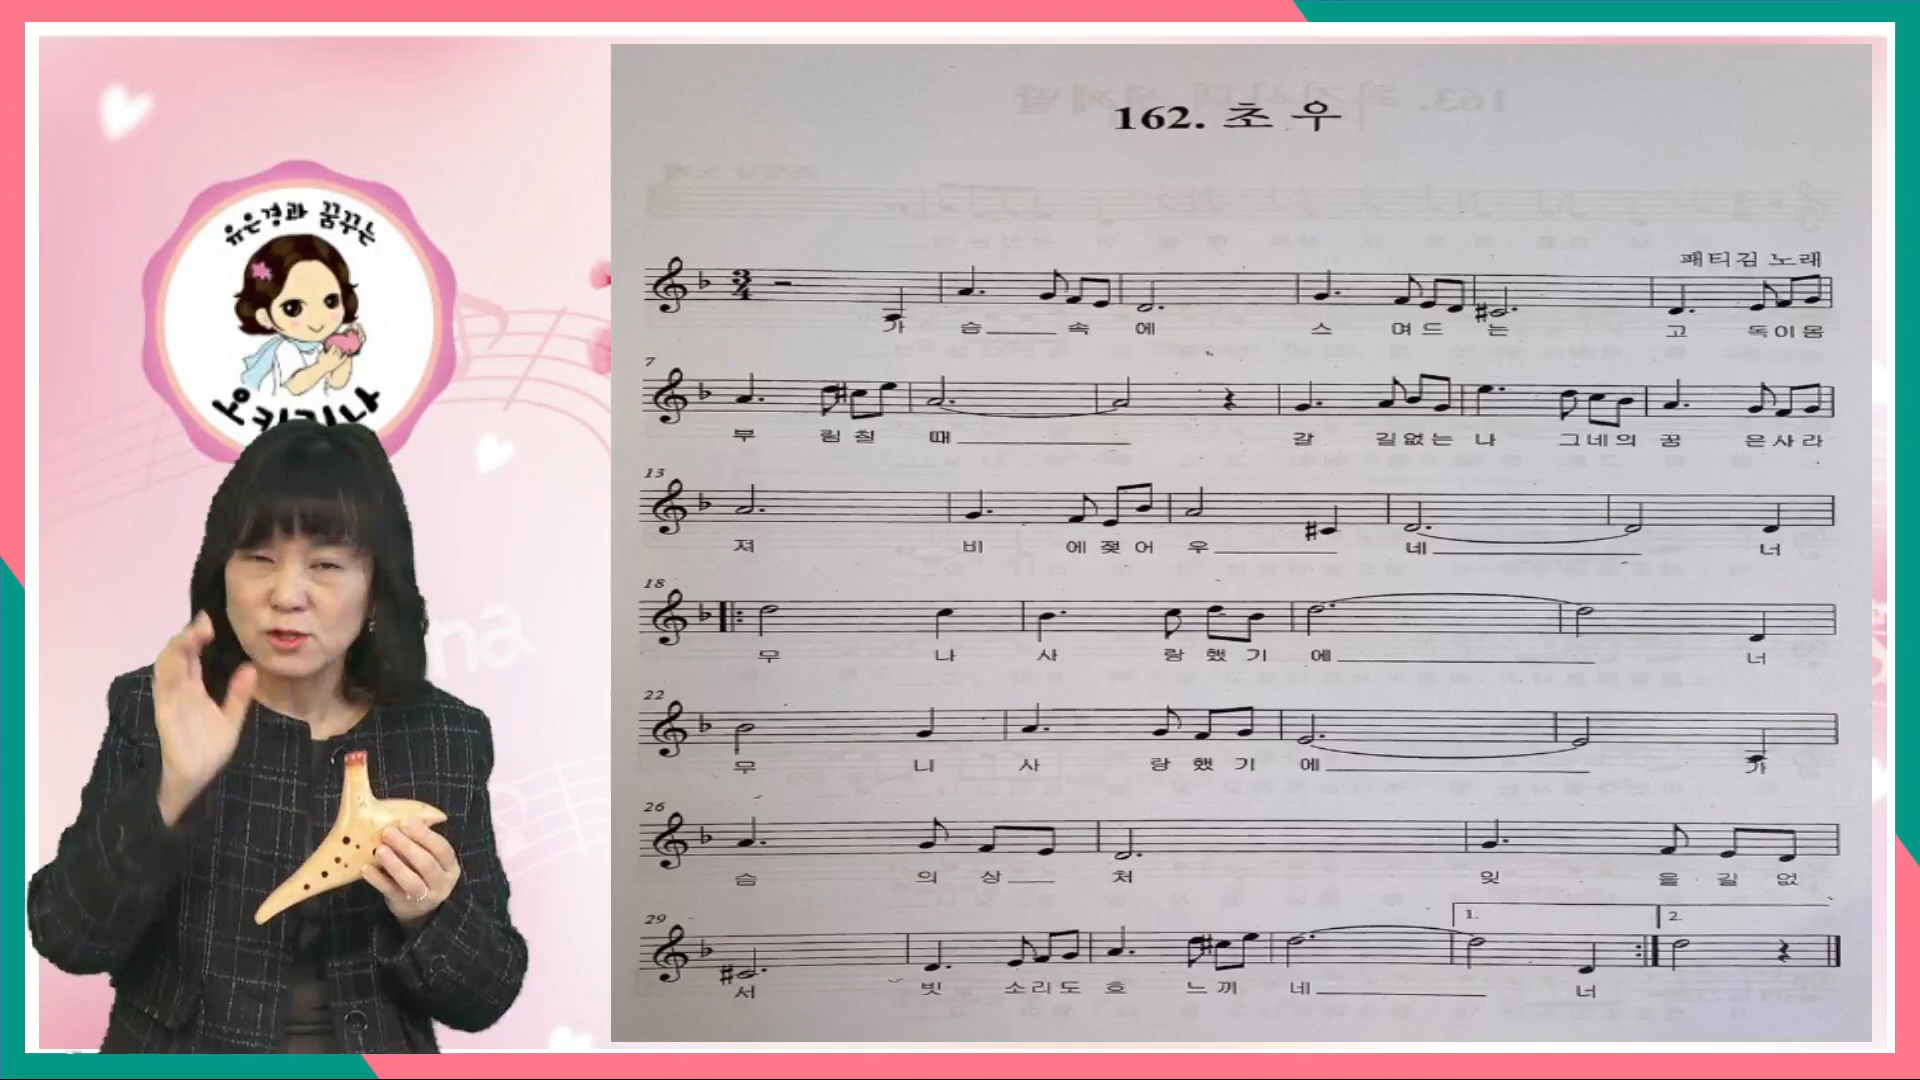 유은경과 꿈꾸는
오카리나
na
162. 초 우
패티김 노래
3
4
가 슴 속 에 스 며드 는 고 독이몸
7
부 림칠 때 갈 길없는 나 그네의 꿈 은사라
13
져 비 에젖어 우 네 너
18
무 나 사 랑했기 에 너
22
무 니 사 랑했기 에 가
26
슴 의 상 처 잊 을 길 없
29
1.
2.
서 빗 소리도 흐 느끼 네 너